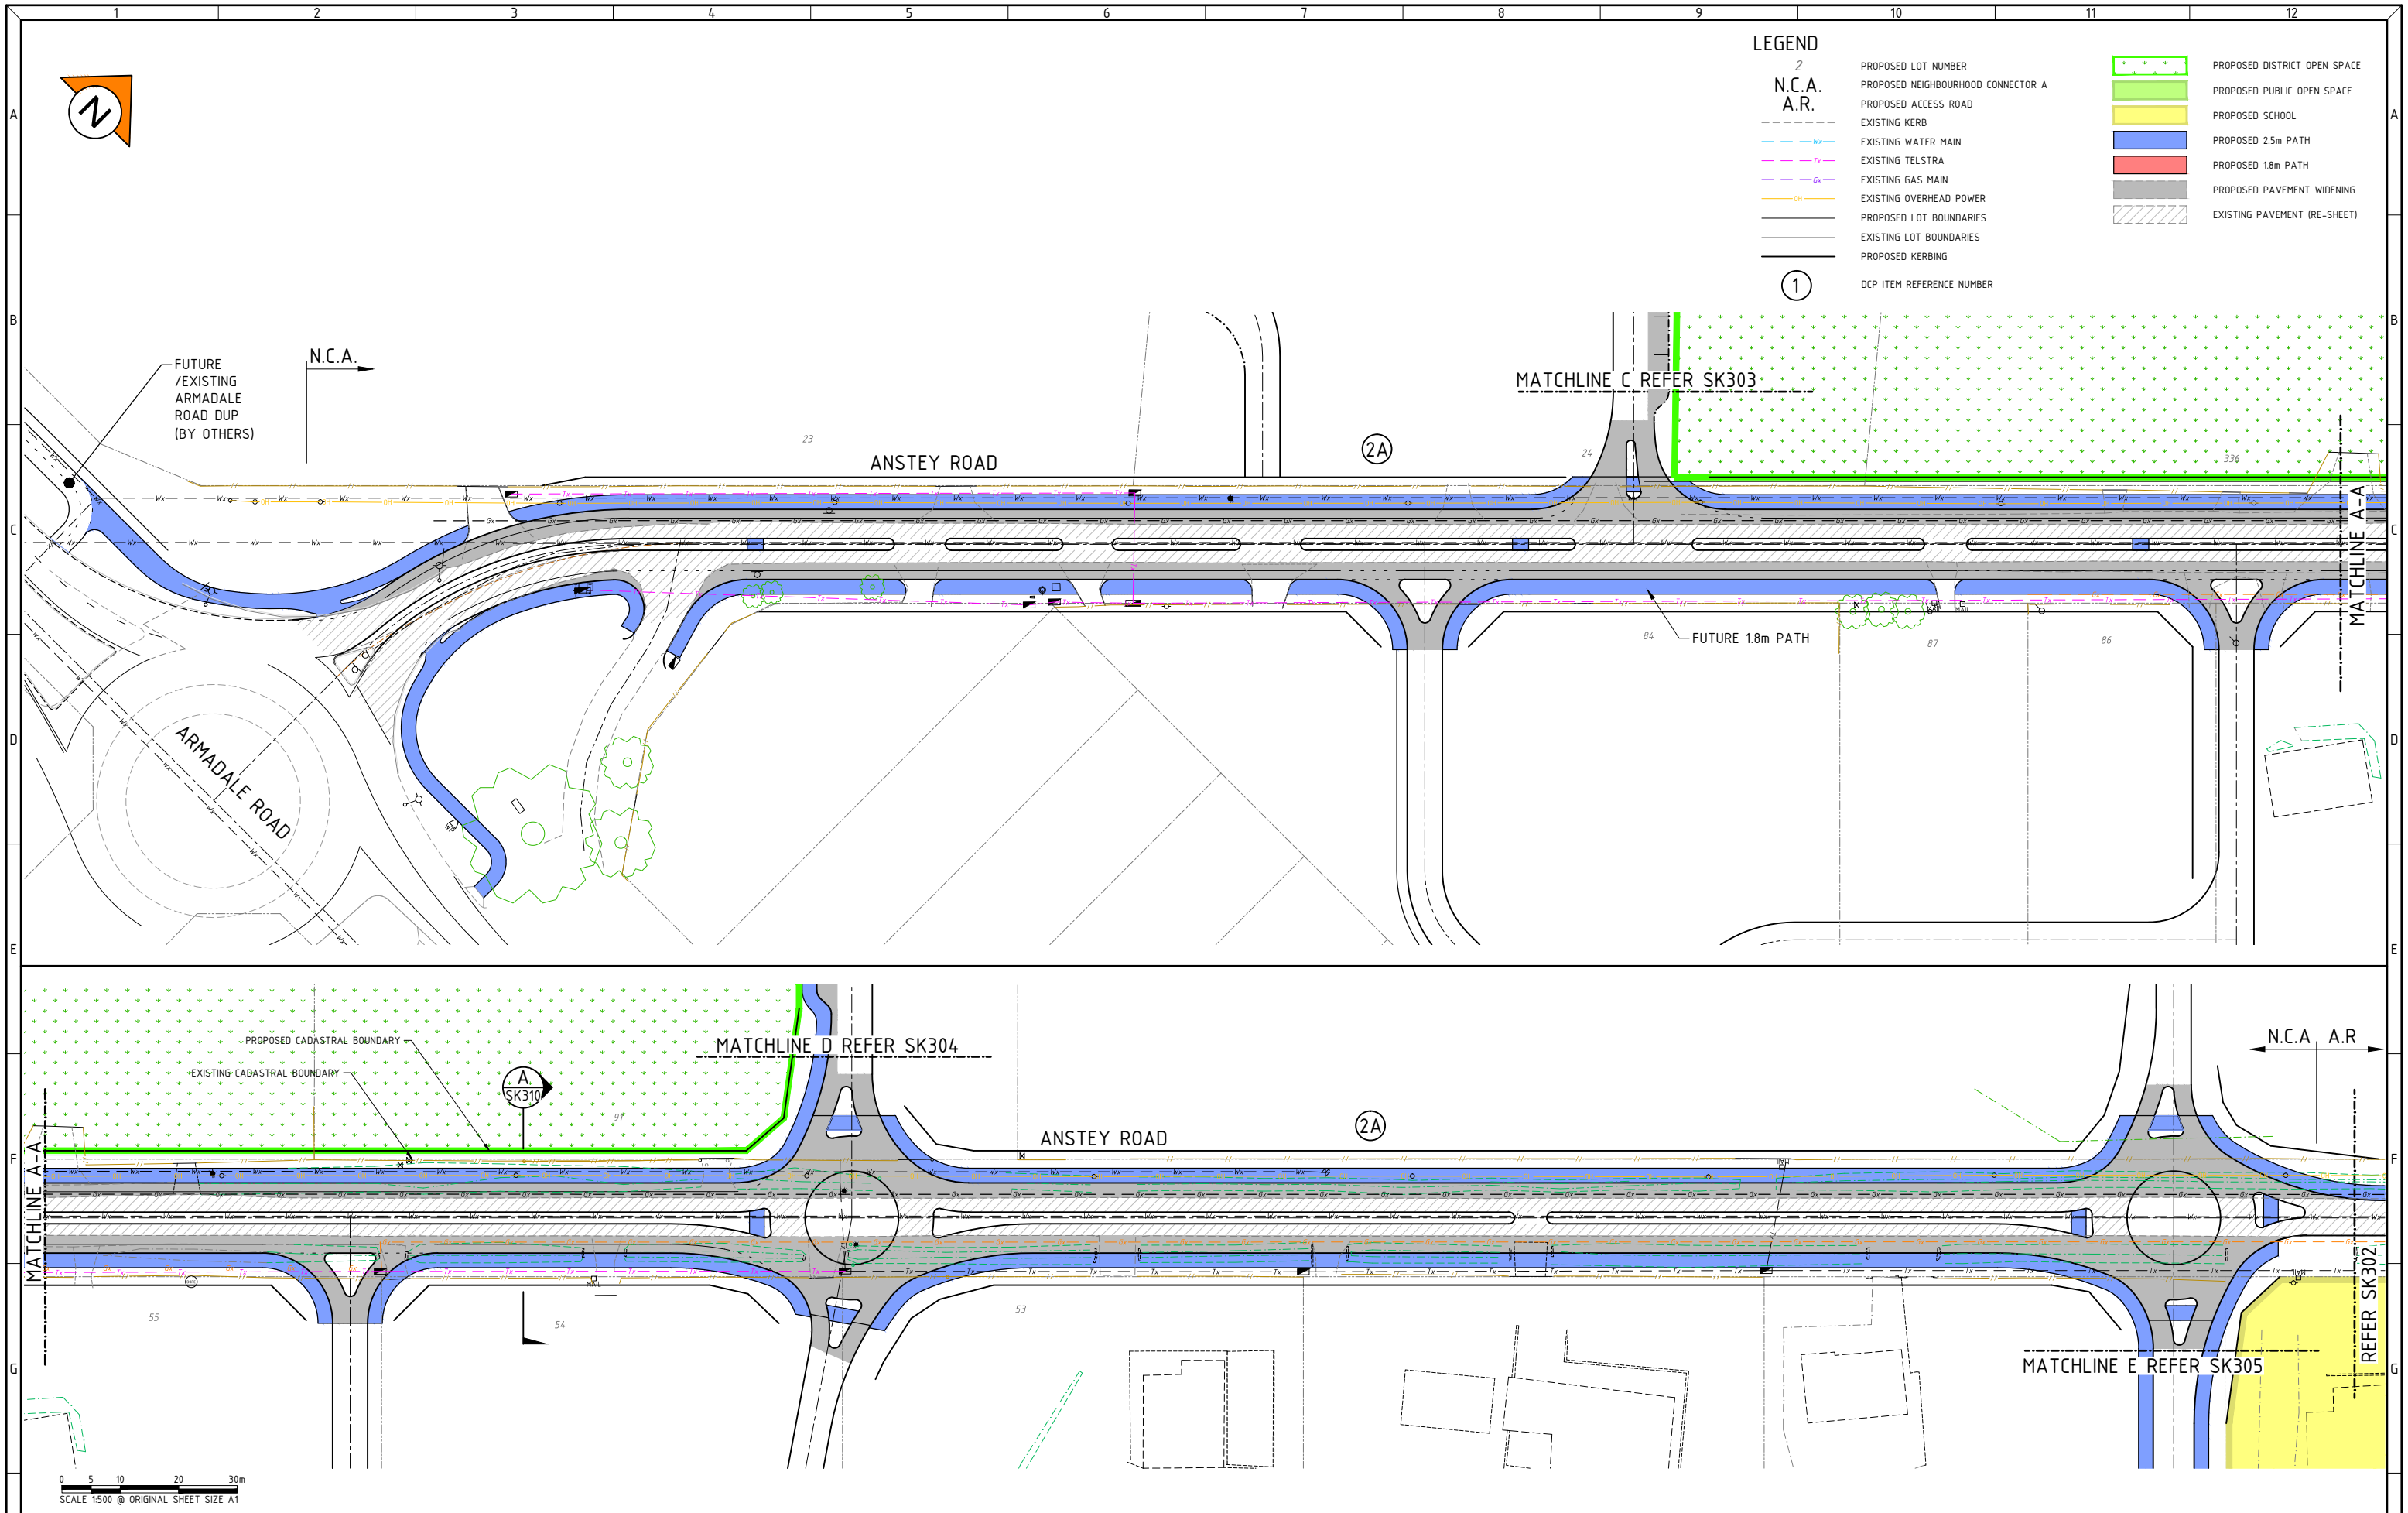 1 2 3 4 5 6 7 8 9 10 11 12
A A
B B
C C
D D
E E
F F
G G
N
LEGEND
2 PROPOSED LOT NUMBER
N.C.A. PROPOSED NEIGHBOURHOOD CONNECTOR A
A.R. PROPOSED ACCESS ROAD
EXISTING KERB
Wx EXISTING WATER MAIN
Tx EXISTING TELSTRA
Gx EXISTING GAS MAIN
OH EXISTING OVERHEAD POWER
PROPOSED LOT BOUNDARIES
EXISTING LOT BOUNDARIES
PROPOSED KERBING
1 DCP ITEM REFERENCE NUMBER
PROPOSED DISTRICT OPEN SPACE
PROPOSED PUBLIC OPEN SPACE
PROPOSED SCHOOL
PROPOSED 2.5m PATH
PROPOSED 1.8m PATH
PROPOSED PAVEMENT WIDENING
EXISTING PAVEMENT (RE-SHEET)
FUTURE
/EXISTING
ARMADALE
ROAD DUP
(BY OTHERS)
N.C.A.
MATCHLINE C REFER SK303
23
ANSTEY ROAD
2A
24
336
MATCHLINE A-A
84
FUTURE 1.8m PATH
87
86
ARMADALE ROAD
WP
PROPOSED CADASTRAL BOUNDARY
EXISTING CADASTRAL BOUNDARY
A
SK310
91
MATCHLINE D REFER SK304
ANSTEY ROAD
2A
N.C.A A.R
MATCHLINE A-A
55
54
53
MATCHLINE E REFER SK305
REFER SK302
0 5 10 20 30m
SCALE 1:500 @ ORIGINAL SHEET SIZE A1